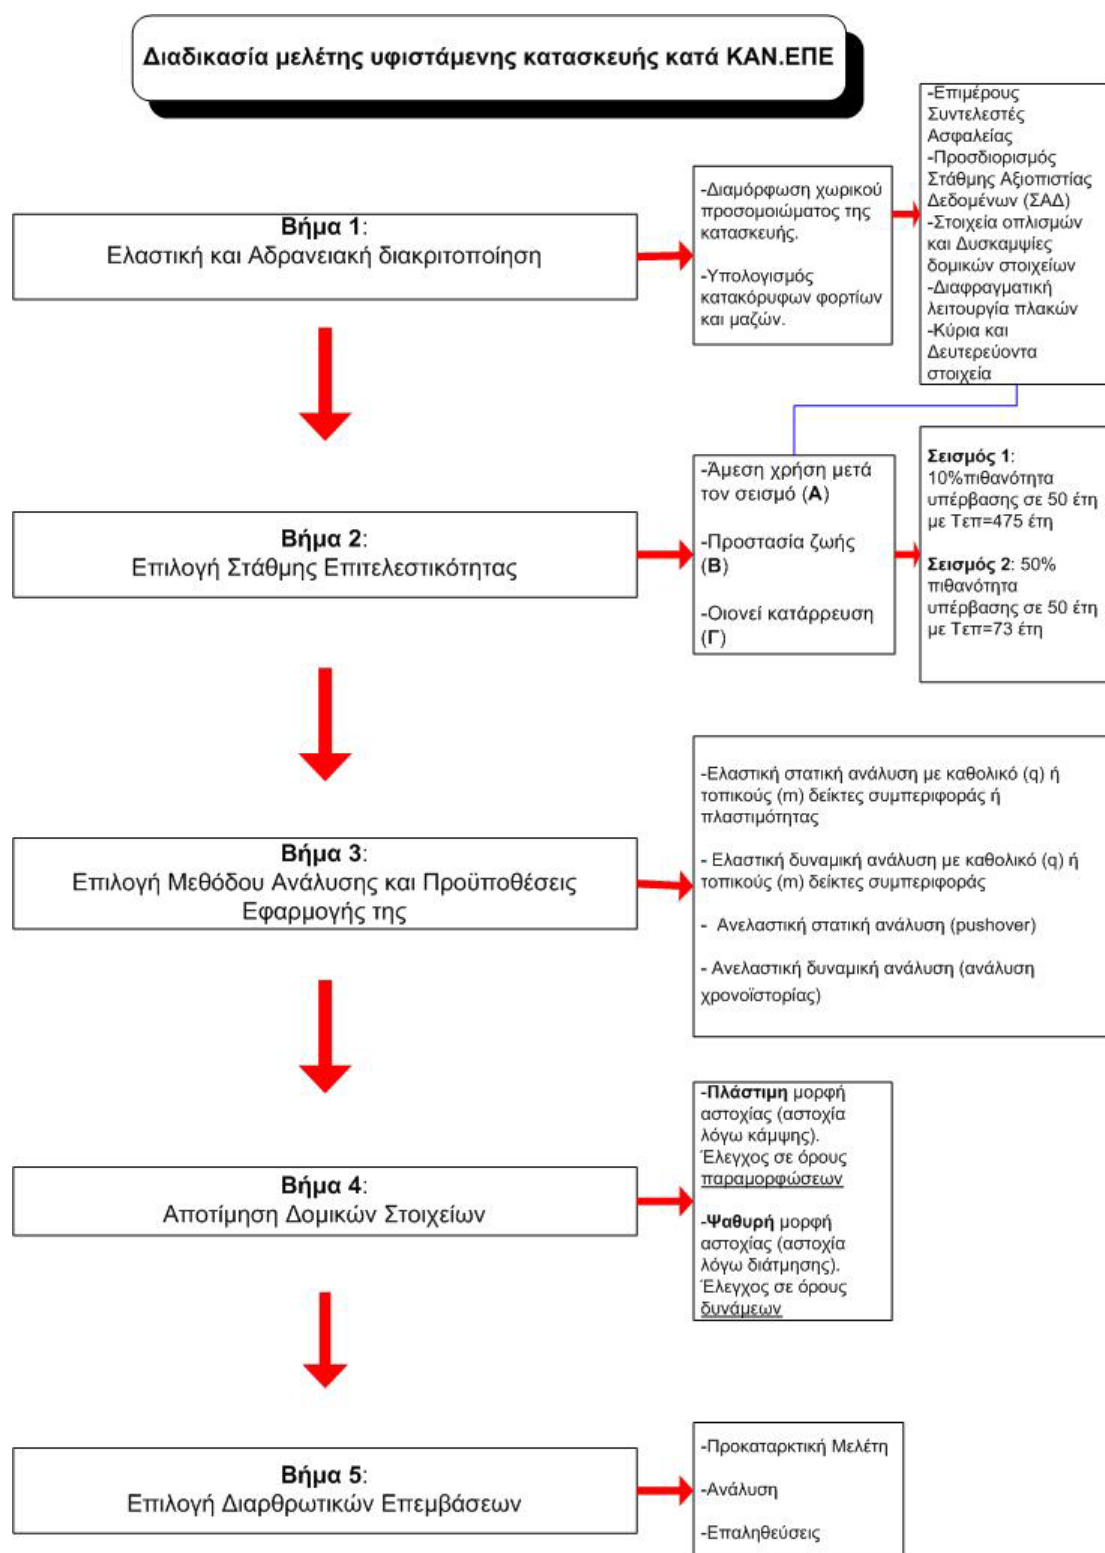 Διαδικασία μελέτης υφιστάμενης κατασκευής κατά ΚΑΝ.ΕΠΕ
Βήμα 1:
Ελαστική και Αδρανειακή διακριτοποίηση
-Διαμόρφωση χωρικού
προσομοιώματος της
κατασκευής.
-Υπολογισμός
κατακόρυφων φορτίων
και μαζών.
-Επιμέρους
Συντελεστές
Ασφαλείας
-Προσδιορισμός
Στάθμης Αξιοπιστίας
Δεδομένων (ΣΑΔ)
-Στοιχεία οπλισμών
και Δυσκαμψίες
δομικών στοιχείων
-Διαφραγματική
λειτουργία πλακών
-Κύρια και
Δευτερεύοντα
στοιχεία
Βήμα 2:
Επιλογή Στάθμης Επιτελεστικότητας
-Άμεση χρήση μετά
τον σεισμό (Α)
-Προστασία ζωής
(Β)
-Οιονεί κατάρρευση
(Γ)
Σεισμός 1:
10%πιθανότητα
υπέρβασης σε 50 έτη
με Τεπ=475 έτη
Σεισμός 2: 50%
πιθανότητα
υπέρβασης σε 50 έτη
με Τεπ=73 έτη
Βήμα 3:
Επιλογή Μεθόδου Ανάλυσης και Προϋποθέσεις
Εφαρμογής της
-Ελαστική στατική ανάλυση με καθολικό (q) ή
τοπικούς (m) δείκτες συμπεριφοράς ή
πλαστιμότητας
- Ελαστική δυναμική ανάλυση με καθολικό (q) ή
τοπικούς (m) δείκτες συμπεριφοράς
- Ανελαστική στατική ανάλυση (pushover)
- Ανελαστική δυναμική ανάλυση (ανάλυση
χρονοϊστορίας)
Βήμα 4:
Αποτίμηση Δομικών Στοιχείων
-Πλάστιμη μορφή
αστοχίας (αστοχία
λόγω κάμψης).
Έλεγχος σε όρους
παραμορφώσεων
-Ψαθυρή μορφή
αστοχίας (αστοχία
λόγω διάτμησης).
Έλεγχος σε όρους
δυνάμεων
Βήμα 5:
Επιλογή Διαρθρωτικών Επεμβάσεων
-Προκαταρκτική Μελέτη
-Ανάλυση
-Επαληθεύσεις